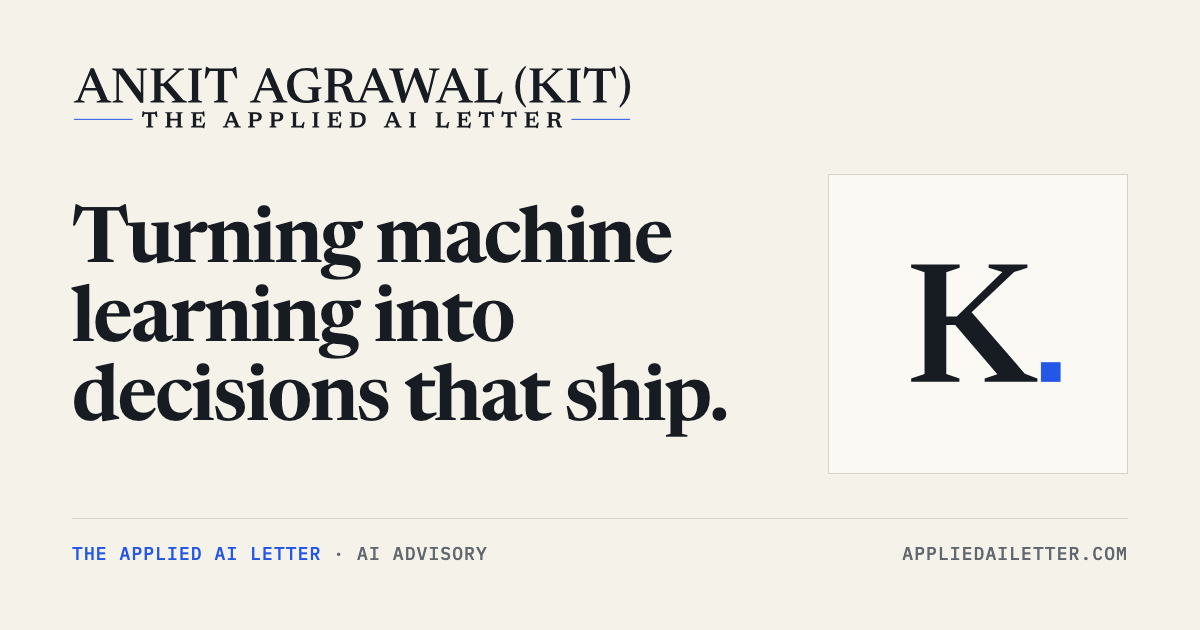 ANKIT AGRAWAL (KIT)
THE APPLIED AI LETTER
Turning machine
learning into
decisions that ship.
K.
THE APPLIED AI LETTER · AI ADVISORY
APPLIEDAILETTER.COM